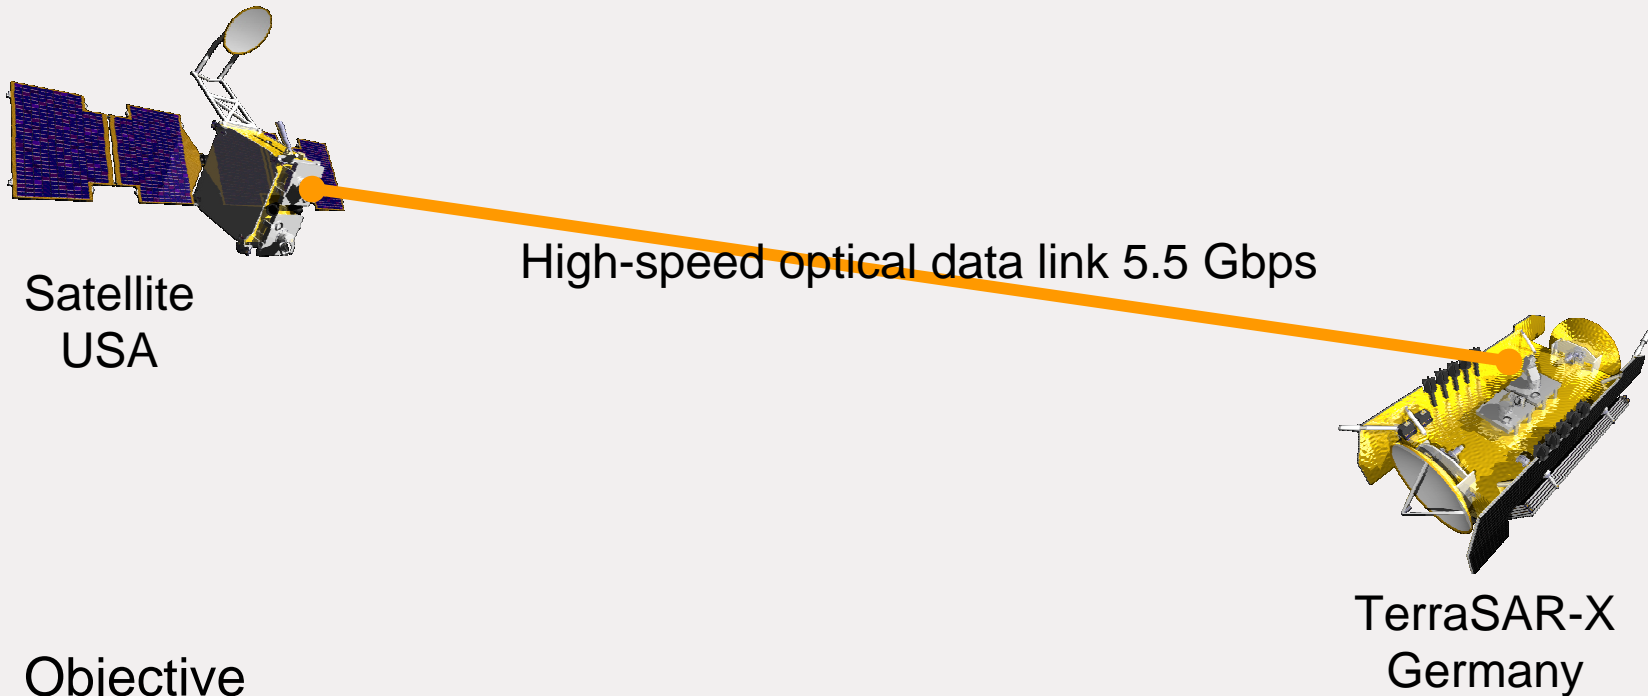 High-speed optical data link 5.5 Gbps
Satellite
USA
TerraSAR-X
Germany
Objective